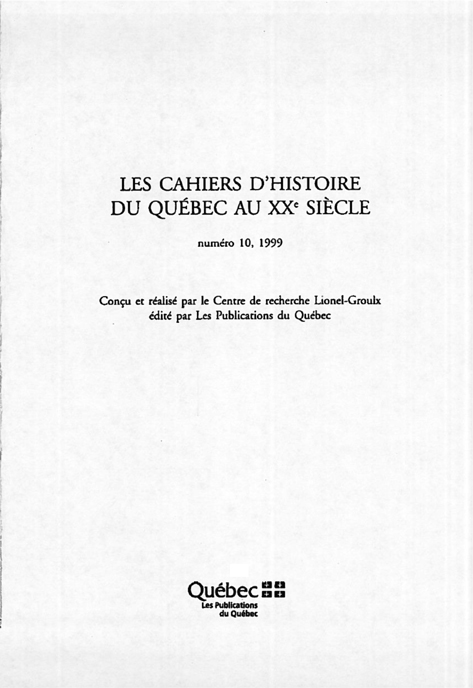 LES CAHIERS D'HISTOIRE
DU QUÉBEC AU XXe SIÈCLE
numéro 10, 1999
Conçu et réalisé par le Centre de recherche Lionel-Groulx
édité par Les Publications du Québec
Québec
Les Publications
du Québec